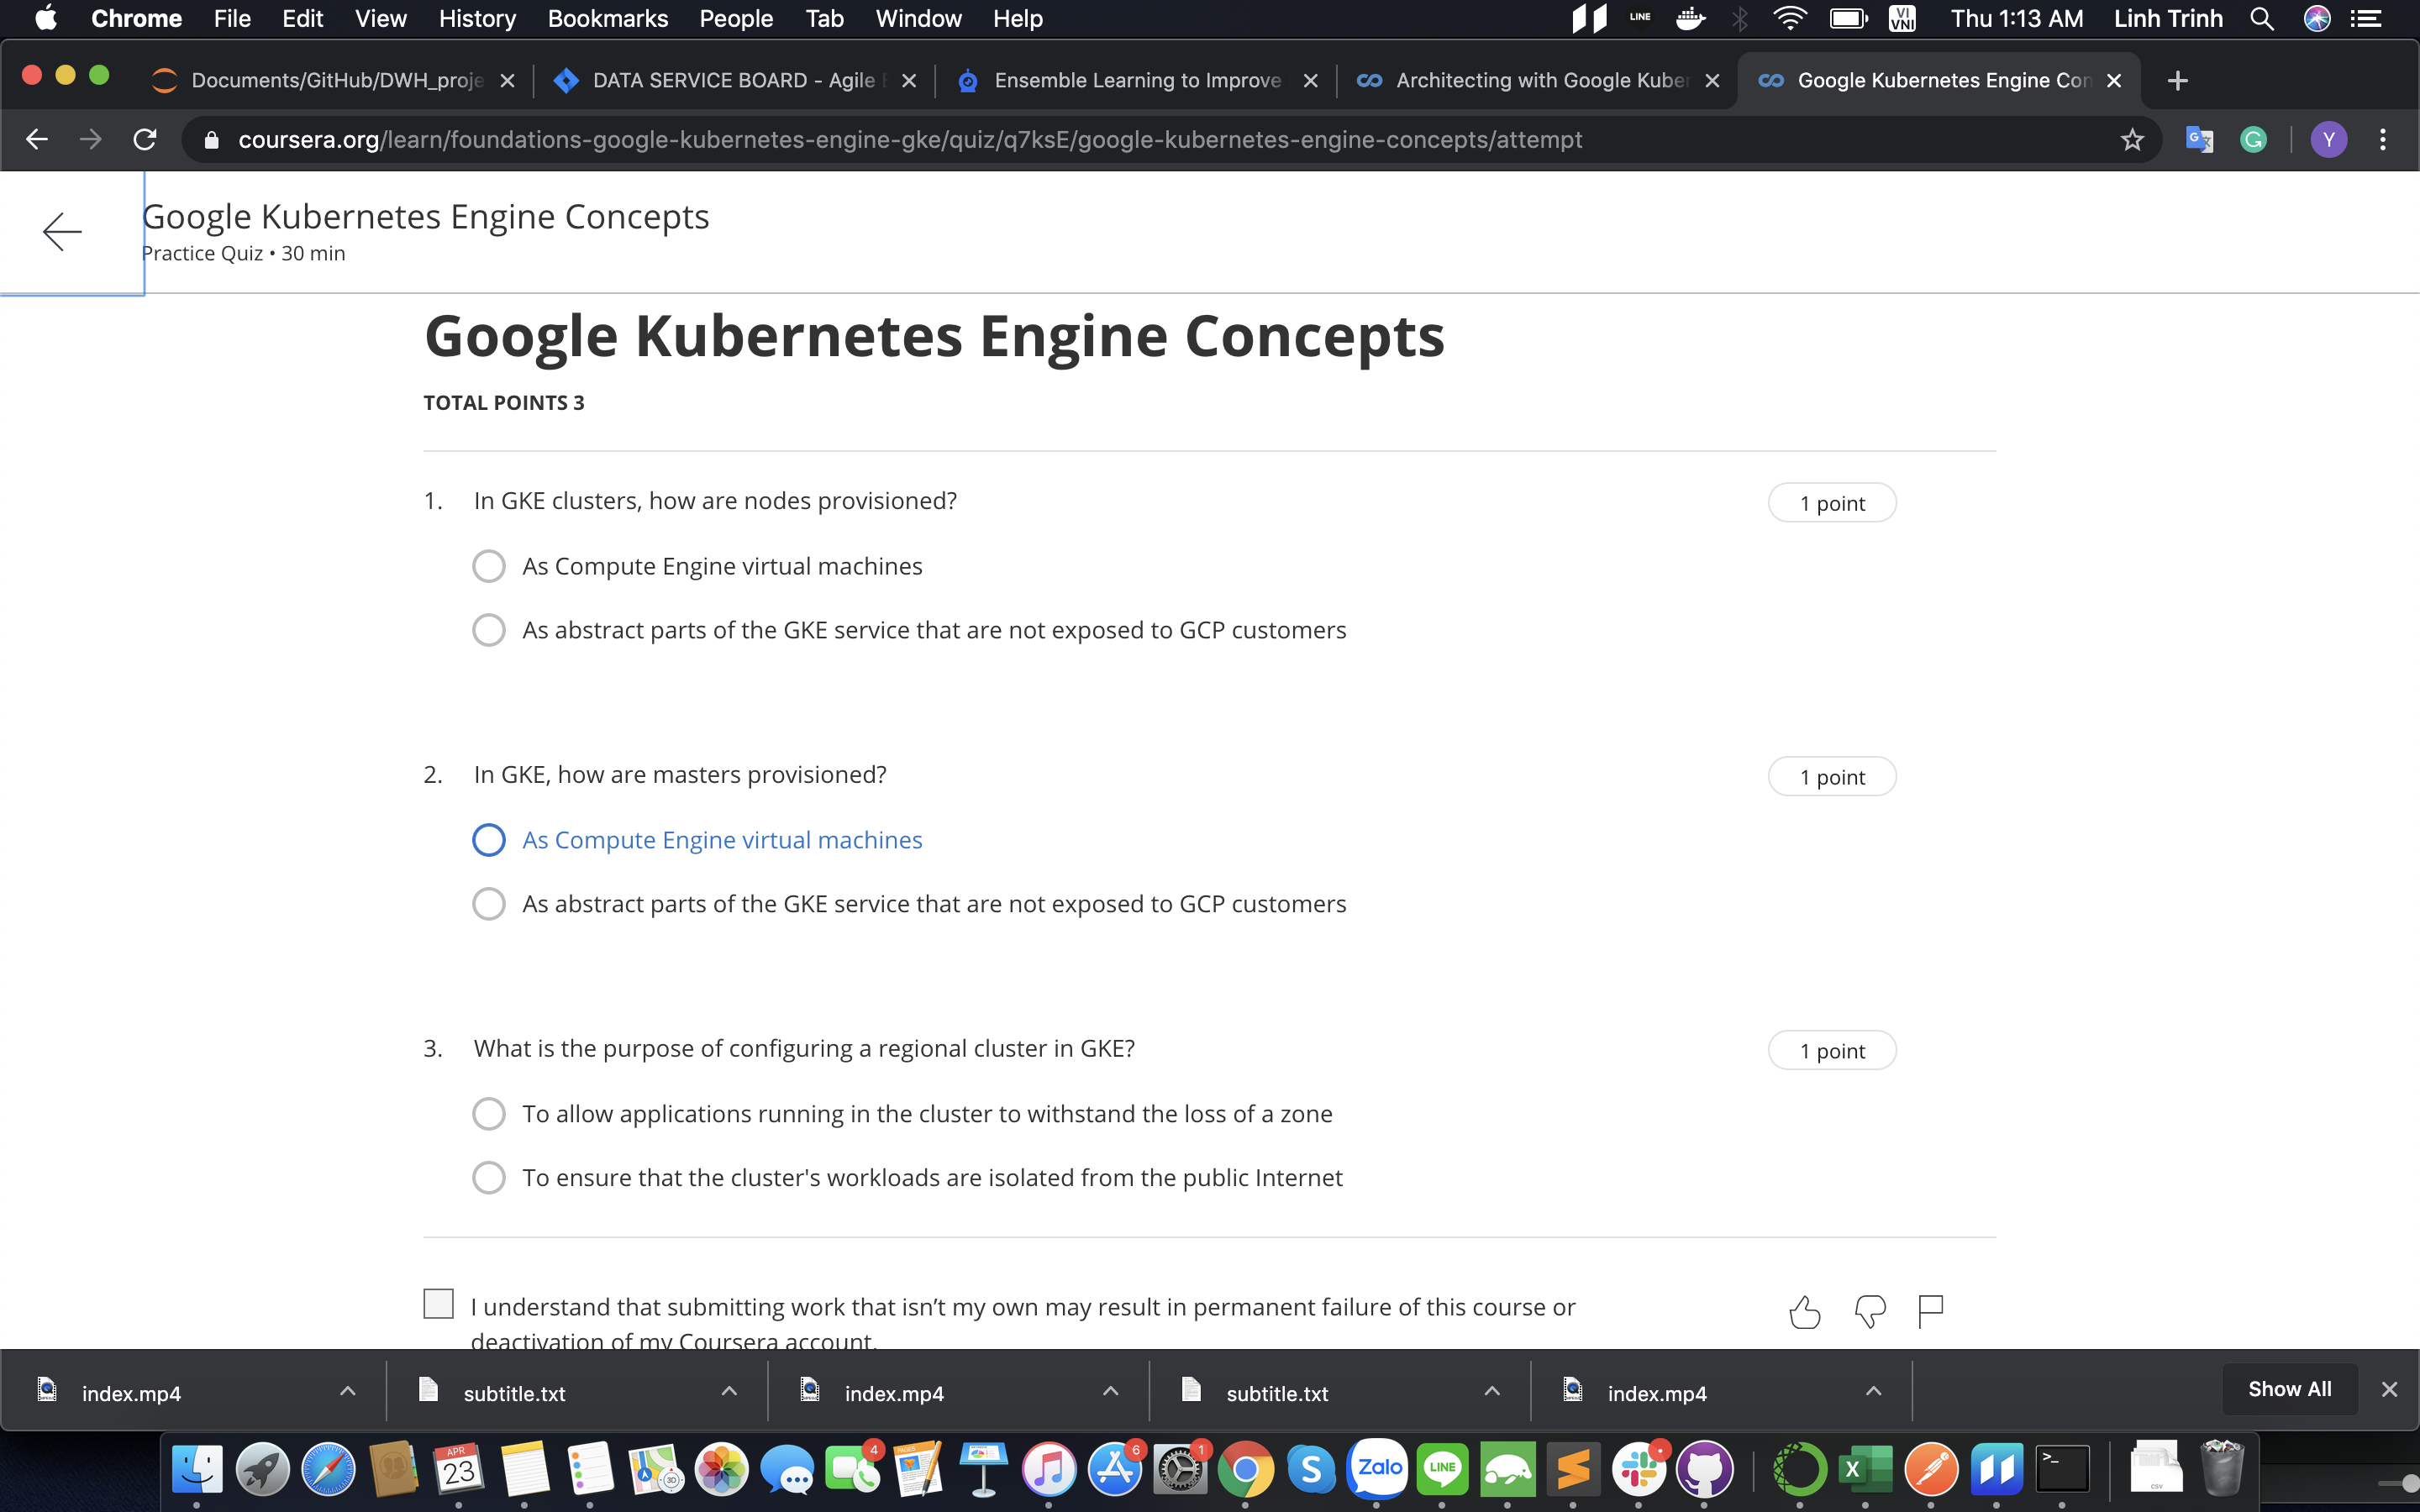 Chrome File Edit View History Bookmarks People Tab Window Help LINE VI VNI Thu 1:13 AM Linh Trinh
Documents/GitHub/DWH_proje DATA SERVICE BOARD - Agile Ensemble Learning to Improve Architecting with Google Kuber Google Kubernetes Engine Con
coursera.org/learn/foundations-google-kubernetes-engine-gke/quiz/q7ksE/google-kubernetes-engine-concepts/attempt Y
Google Kubernetes Engine Concepts
Practice Quiz • 30 min
Google Kubernetes Engine Concepts
TOTAL POINTS 3
1. In GKE clusters, how are nodes provisioned? 1 point
As Compute Engine virtual machines
As abstract parts of the GKE service that are not exposed to GCP customers
2. In GKE, how are masters provisioned? 1 point
As Compute Engine virtual machines
As abstract parts of the GKE service that are not exposed to GCP customers
3. What is the purpose of configuring a regional cluster in GKE? 1 point
To allow applications running in the cluster to withstand the loss of a zone
To ensure that the cluster's workloads are isolated from the public Internet
I understand that submitting work that isn't my own may result in permanent failure of this course or
deactivation of my Coursera account.
index.mp4 subtitle.txt index.mp4 subtitle.txt index.mp4 Show All
APR 23 PAGES 3D 4 6 1 S Zalo LINE X >_ CSV